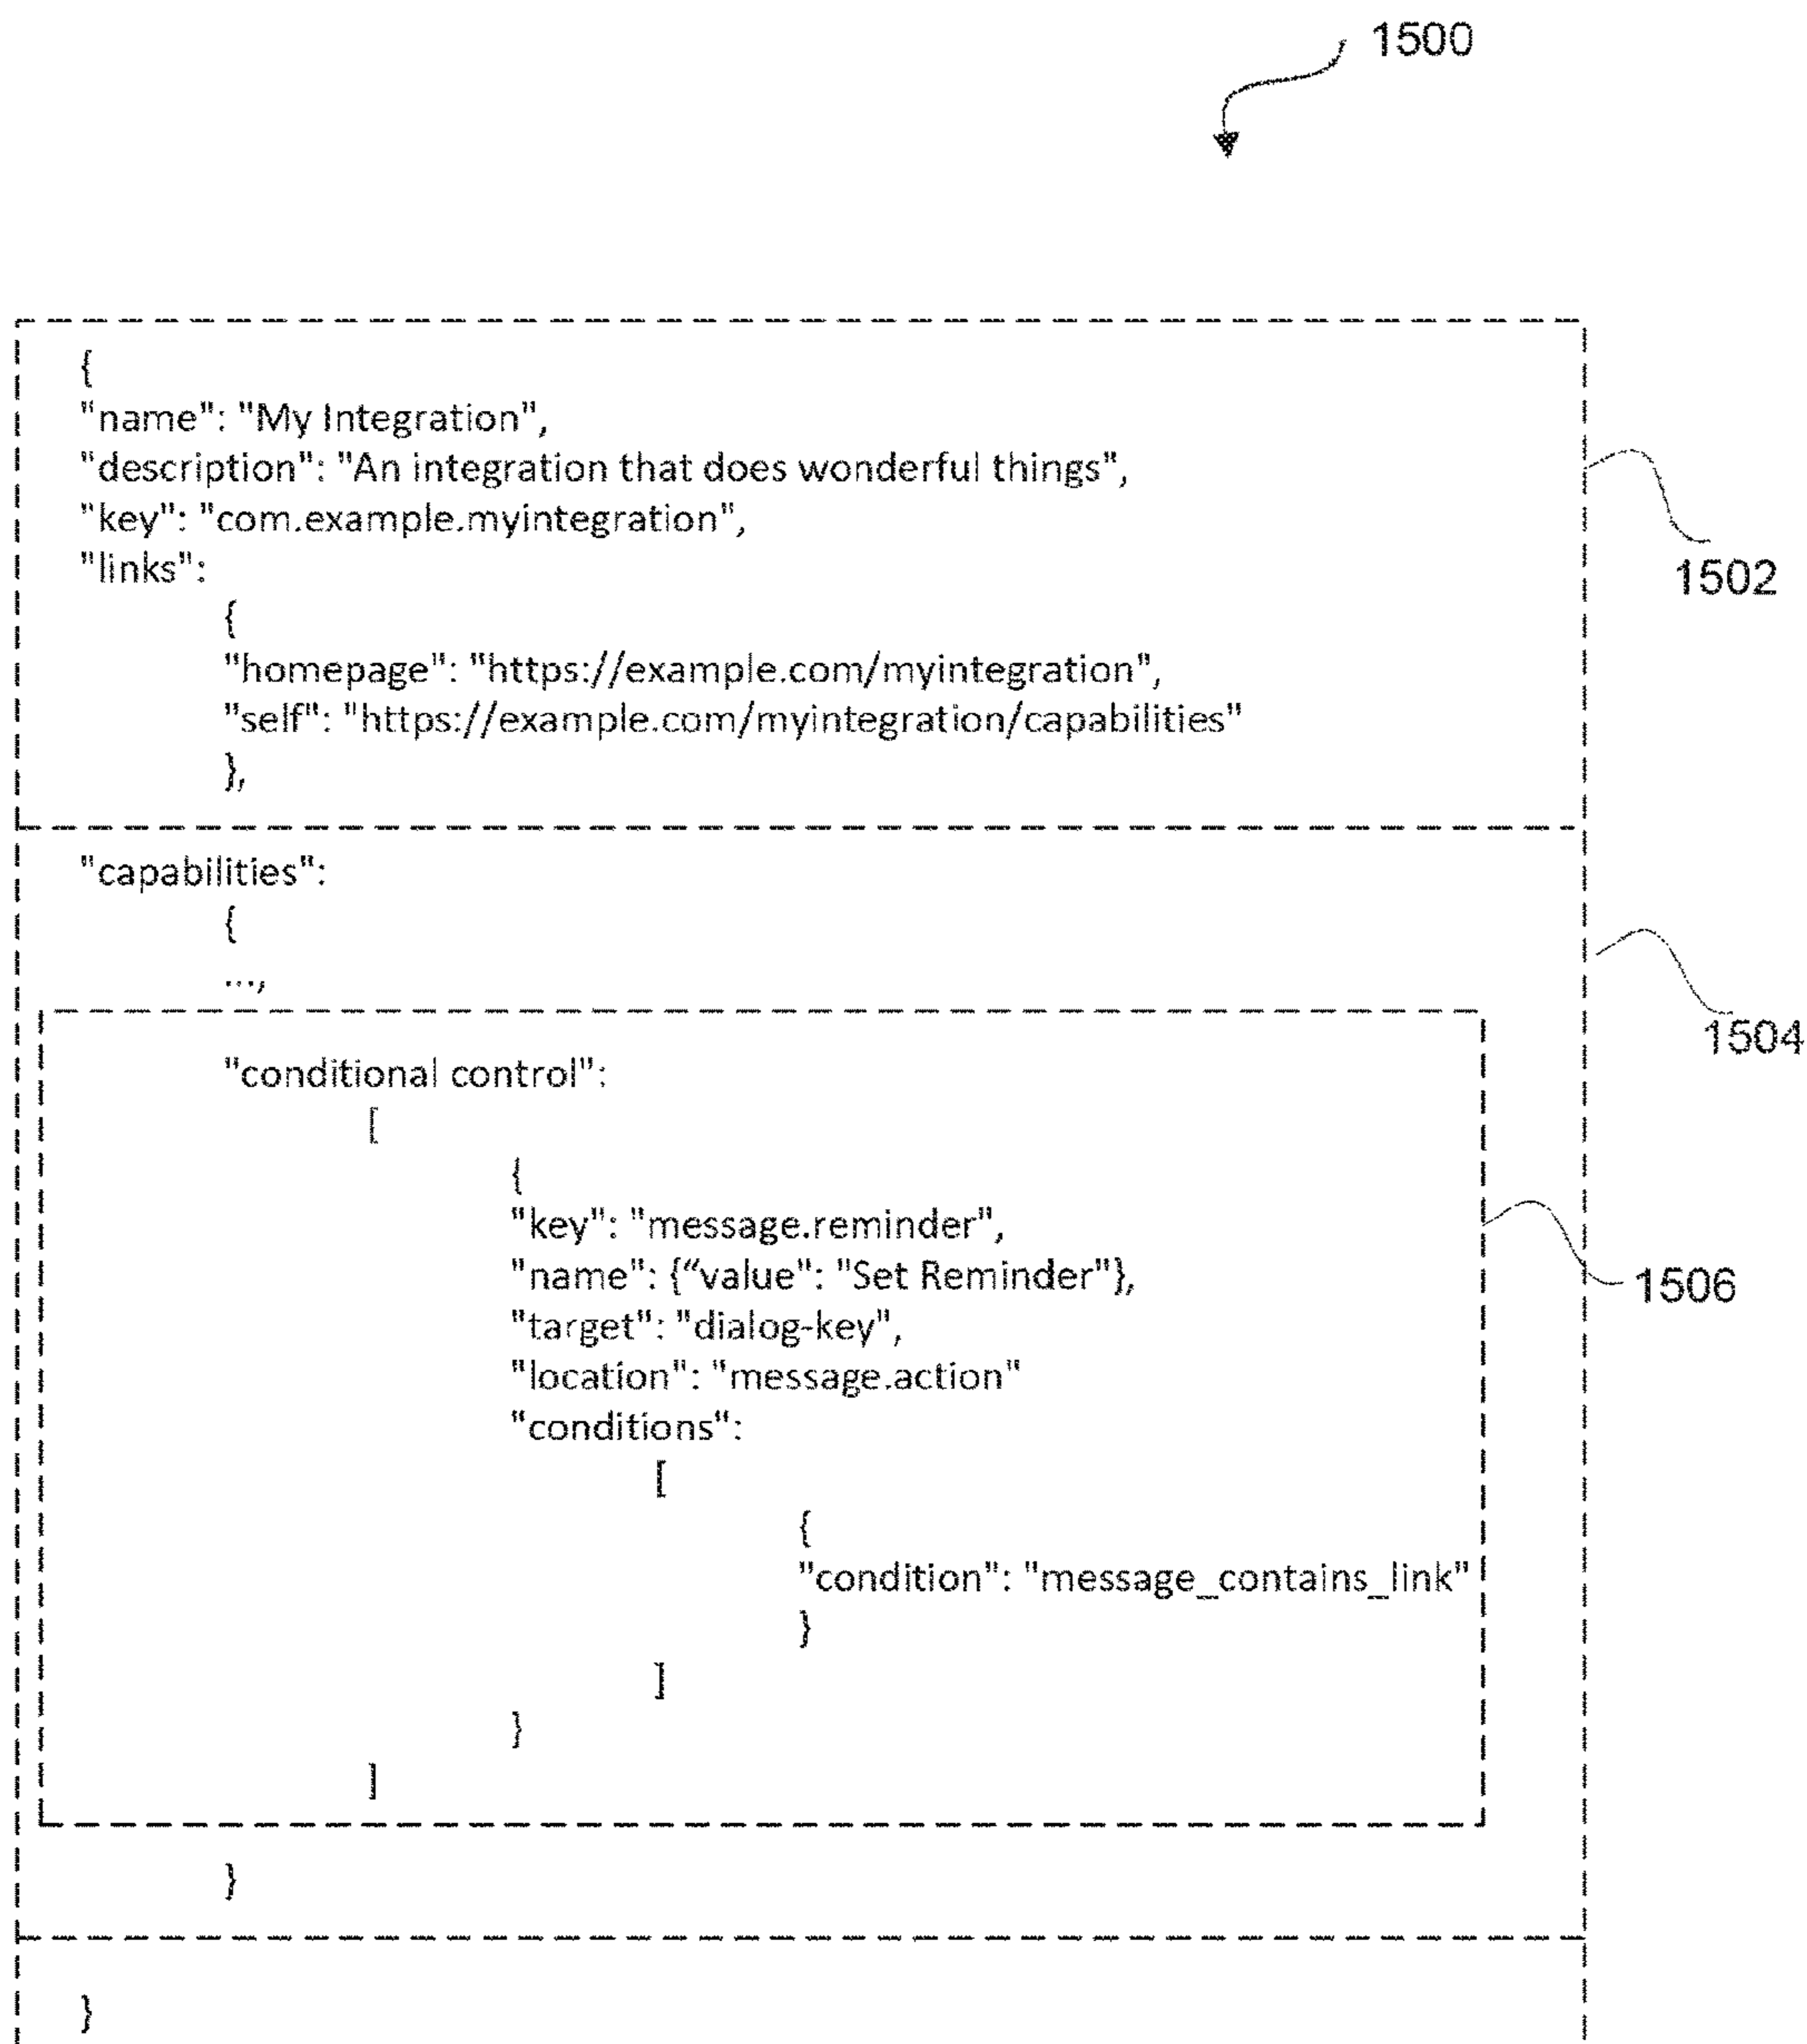 1500
{
"name": "My Integration",
"description": "An integration that does wonderful things",
"key": "com.example.myintegration",
"links":
{
"homepage": "https://example.com/myintegration",
"self": "https://example.com/myintegration/capabilities"
},
1502
"capabilities":
{
...,
1504
"conditional control":
[
{
"key": "message.reminder",
"name": {“value": "Set Reminder"},
"target": "dialog-key",
"location": "message.action"
"conditions":
[
{
"condition": "message_contains_link"
}
]
}
]
1506
}
}